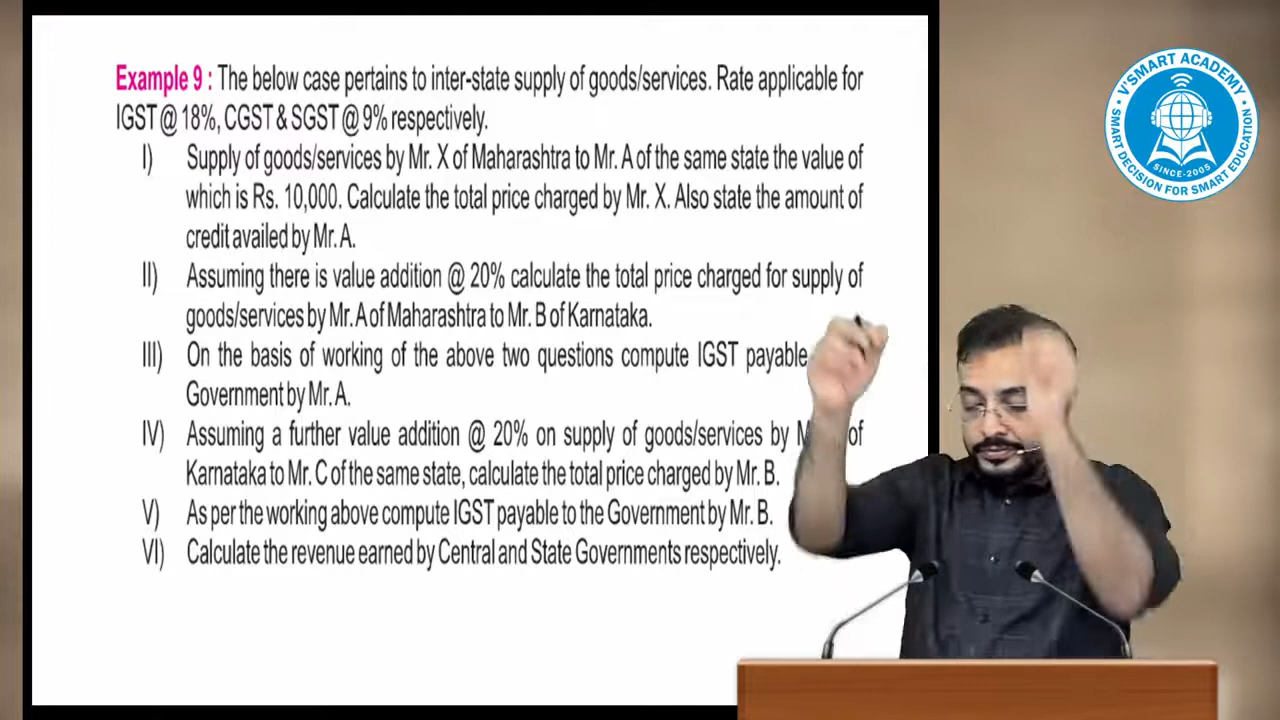 Example 9 : The below case pertains to inter-state supply of goods/services. Rate applicable for
IGST @ 18%, CGST & SGST @ 9% respectively.
I) Supply of goods/services by Mr. X of Maharashtra to Mr. A of the same state the value of
which is Rs. 10,000. Calculate the total price charged by Mr. X. Also state the amount of
credit availed by Mr. A.
II) Assuming there is value addition @ 20% calculate the total price charged for supply of
goods/services by Mr. A of Maharashtra to Mr. B of Karnataka.
III) On the basis of working of the above two questions compute IGST payable
Government by Mr. A.
IV) Assuming a further value addition @ 20% on supply of goods/services by of
Karnataka to Mr. C of the same state, calculate the total price charged by Mr. B.
V) As per the working above compute IGST payable to the Government by Mr. B.
VI) Calculate the revenue earned by Central and State Governments respectively.
V'SMART ACADEMY
SINCE-2005
SMART DECISION FOR SMART EDUCATION